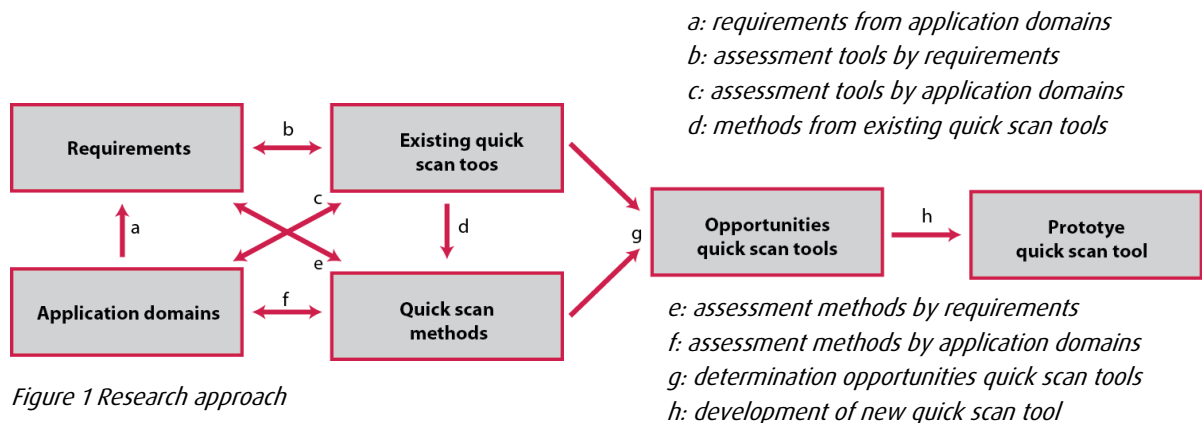 a: requirements from application domains
b: assessment tools by requirements
c: assessment tools by application domains
d: methods from existing quick scan tools
Requirements
b
Existing quick
scan toos
c
a
d
e
g
Application domains
f
Quick scan
methods
Opportunities
quick scan tools
h
Prototye
quick scan tool
e: assessment methods by requirements
f: assessment methods by application domains
g: determination opportunities quick scan tools
h: development of new quick scan tool
Figure 1 Research approach